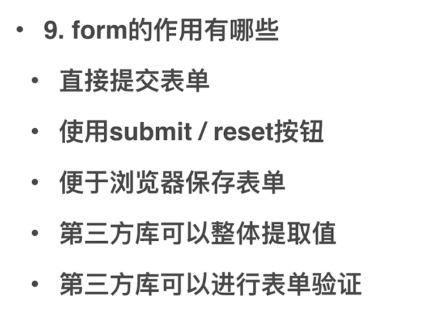 • 9. form的作用有哪些
• 直接提交表单
• 使用submit / reset按钮
• 便于浏览器保存表单
• 第三方库可以整体提取值
• 第三方库可以进行表单验证